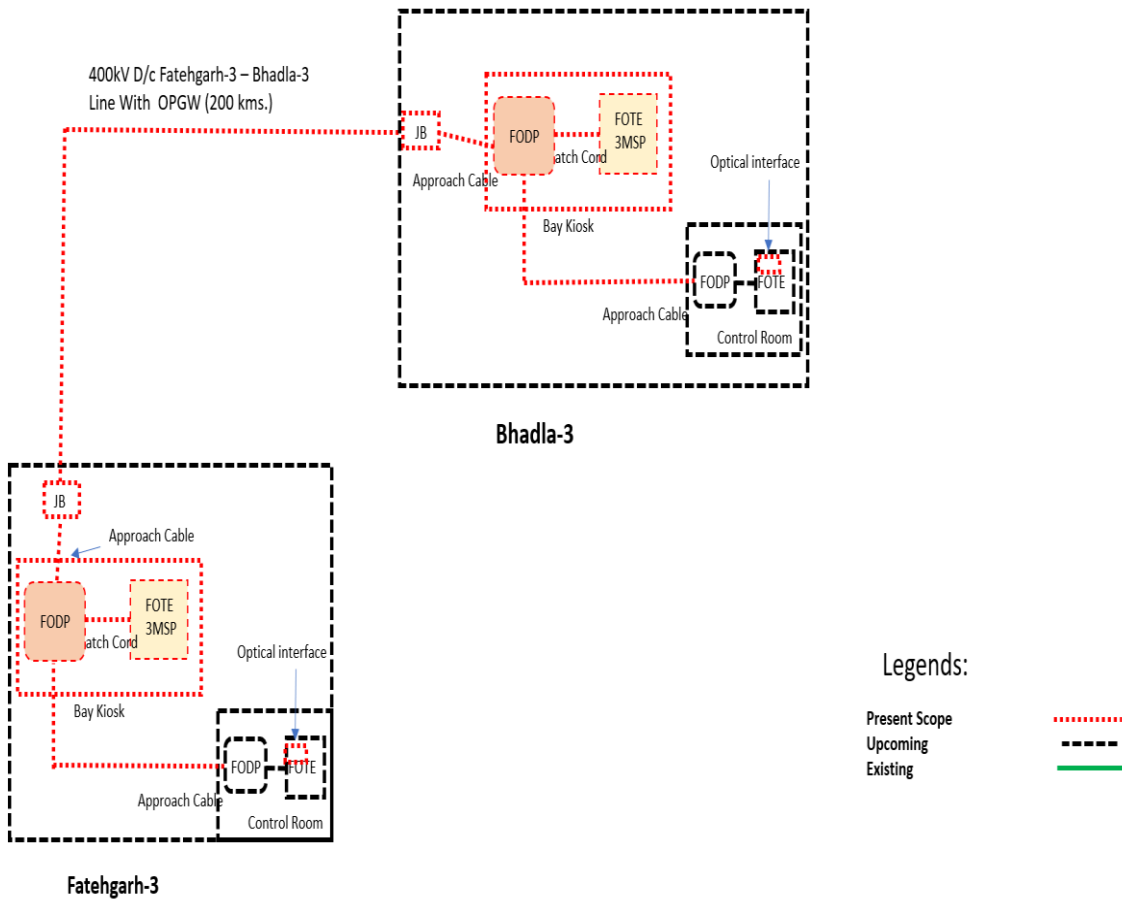 400kV D/c Fatehgarh-3 – Bhadla-3
Line With OPGW (200 kms.)
JB
Approach Cable
FODP
atch Cord
FOTE
3MSP
Bay Kiosk
Optical interface
FODP
FOTE
Approach Cable
Control Room
Bhadla-3
JB
Approach Cable
FODP
atch Cord
FOTE
3MSP
Bay Kiosk
Optical interface
FODP
FOTE
Approach Cable
Control Room
Fatehgarh-3
Legends:
Present Scope
Upcoming
Existing